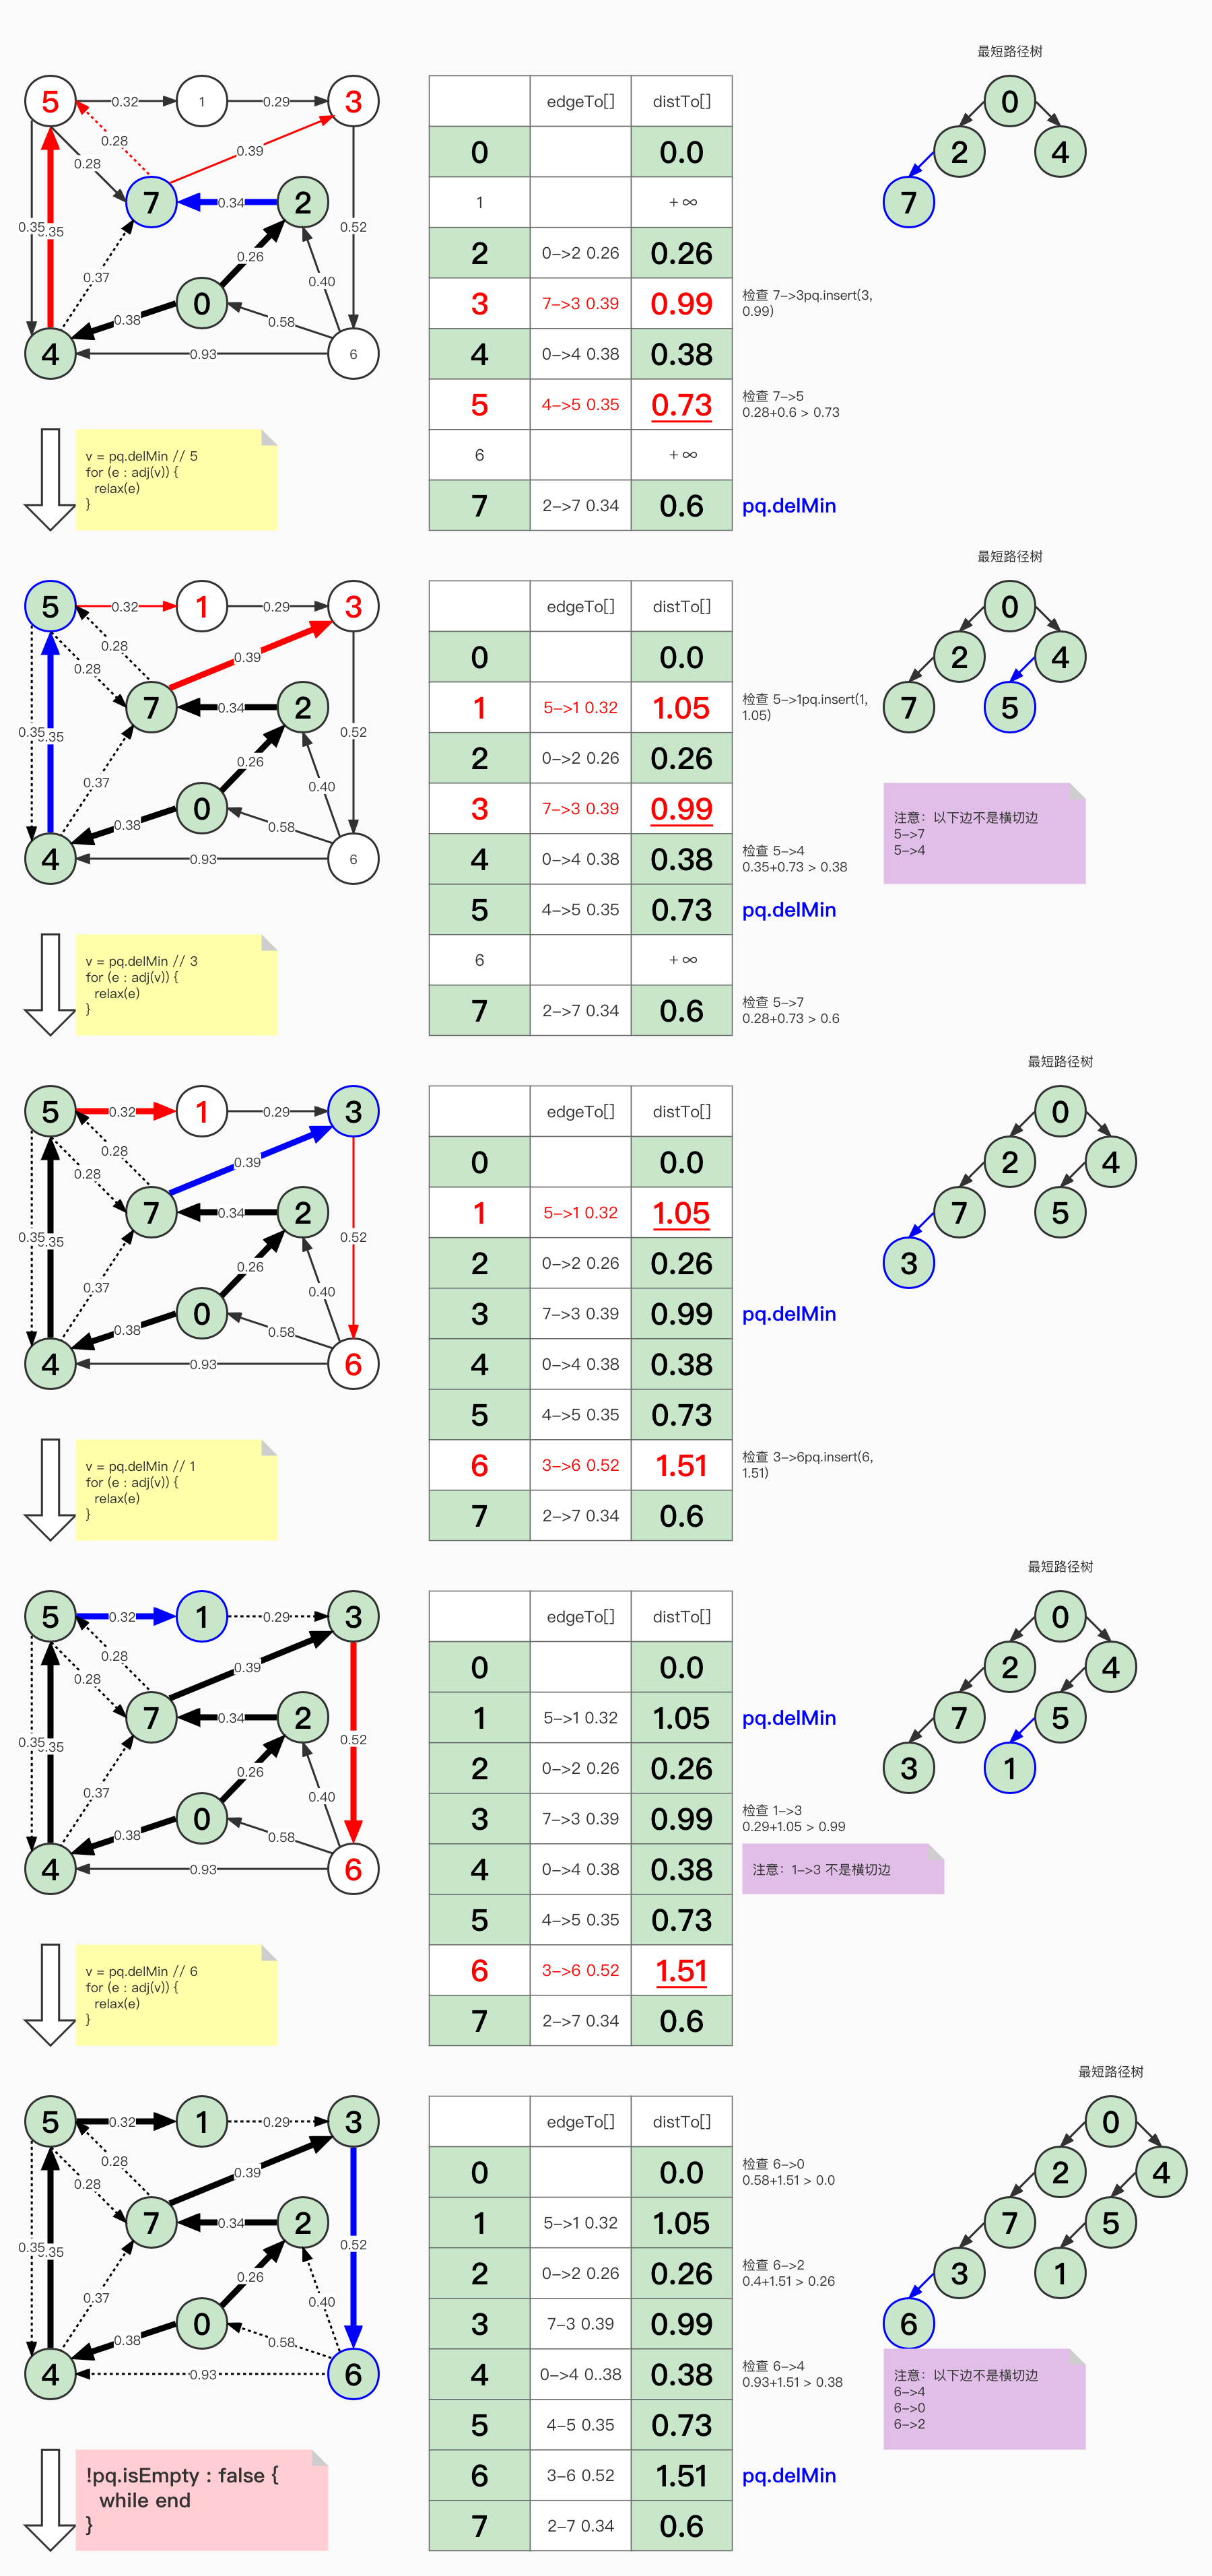 5
0.32
1
0.29
3
0.28
0.39
0.28
7
0.34
2
0.35
0.35
0.52
0.26
0.37
0.40
0
0.38
0.58
4
0.93
6
edgeTo[] distTo[]
0 0.0
1 +∞
2 0->2 0.26 0.26
3 7->3 0.39 0.99
检查 7->3pq.insert(3,
0.99)
4 0->4 0.38 0.38
5 4->5 0.35 0.73
检查 7->5
0.28+0.6 > 0.73
6 +∞
7 2->7 0.34 0.6
pq.delMin
最短路径树
0
2 4
7
v = pq.delMin // 5
for (e : adj(v)) {
relax(e)
}
5
0.32
1
0.29
3
0.28
0.39
0.28
7
0.34
2
0.35
0.35
0.52
0.26
0.37
0.40
0
0.38
0.58
4
0.93
6
edgeTo[] distTo[]
0 0.0
1 5->1 0.32 1.05
检查 5->1pq.insert(1,
1.05)
2 0->2 0.26 0.26
3 7->3 0.39 0.99
4 0->4 0.38 0.38
检查 5->4
0.35+0.73 > 0.38
5 4->5 0.35 0.73
pq.delMin
6 +∞
7 2->7 0.34 0.6
检查 5->7
0.28+0.73 > 0.6
最短路径树
0
2 4
7 5
注意：以下边不是横切边
5->7
5->4
v = pq.delMin // 3
for (e : adj(v)) {
relax(e)
}
5
0.32
1
0.29
3
0.28
0.39
0.28
7
0.34
2
0.35
0.35
0.52
0.26
0.37
0.40
0
0.38
0.58
4
0.93
6
edgeTo[] distTo[]
0 0.0
1 5->1 0.32 1.05
2 0->2 0.26 0.26
3 7->3 0.39 0.99
pq.delMin
4 0->4 0.38 0.38
5 4->5 0.35 0.73
6 3->6 0.52 1.51
检查 3->6pq.insert(6,
1.51)
7 2->7 0.34 0.6
最短路径树
0
2 4
7 5
3
v = pq.delMin // 1
for (e : adj(v)) {
relax(e)
}
5
0.32
1
0.29
3
0.28
0.39
0.28
7
0.34
2
0.35
0.35
0.52
0.26
0.37
0.40
0
0.38
0.58
4
0.93
6
edgeTo[] distTo[]
0 0.0
1 5->1 0.32 1.05
pq.delMin
2 0->2 0.26 0.26
3 7->3 0.39 0.99
检查 1->3
0.29+1.05 > 0.99
4 0->4 0.38 0.38
注意：1->3 不是横切边
5 4->5 0.35 0.73
6 3->6 0.52 1.51
7 2->7 0.34 0.6
最短路径树
0
2 4
7 5
3 1
v = pq.delMin // 6
for (e : adj(v)) {
relax(e)
}
5
0.32
1
0.29
3
0.28
0.39
0.28
7
0.34
2
0.35
0.35
0.52
0.26
0.37
0.40
0
0.38
0.58
4
0.93
6
edgeTo[] distTo[]
0 0.0
检查 6->0
0.58+1.51 > 0.0
1 5->1 0.32 1.05
2 0->2 0.26 0.26
检查 6->2
0.4+1.51 > 0.26
3 7-3 0.39 0.99
4 0->4 0..38 0.38
检查 6->4
0.93+1.51 > 0.38
5 4-5 0.35 0.73
6 3-6 0.52 1.51
pq.delMin
7 2-7 0.34 0.6
最短路径树
0
2 4
7 5
3 1
6
注意：以下边不是横切边
6->4
6->0
6->2
!pq.isEmpty : false {
while end
}